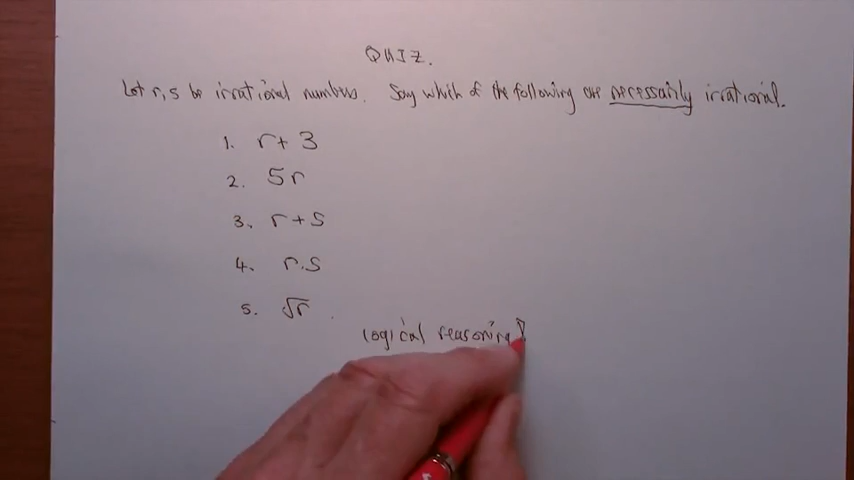 QUIZ.
Let r, s be irrational numbers. Say which of the following are necessarily irrational.
1. r + 3
2. 5r
3. r + s
4. r.s
5. √r .
logical reasoning